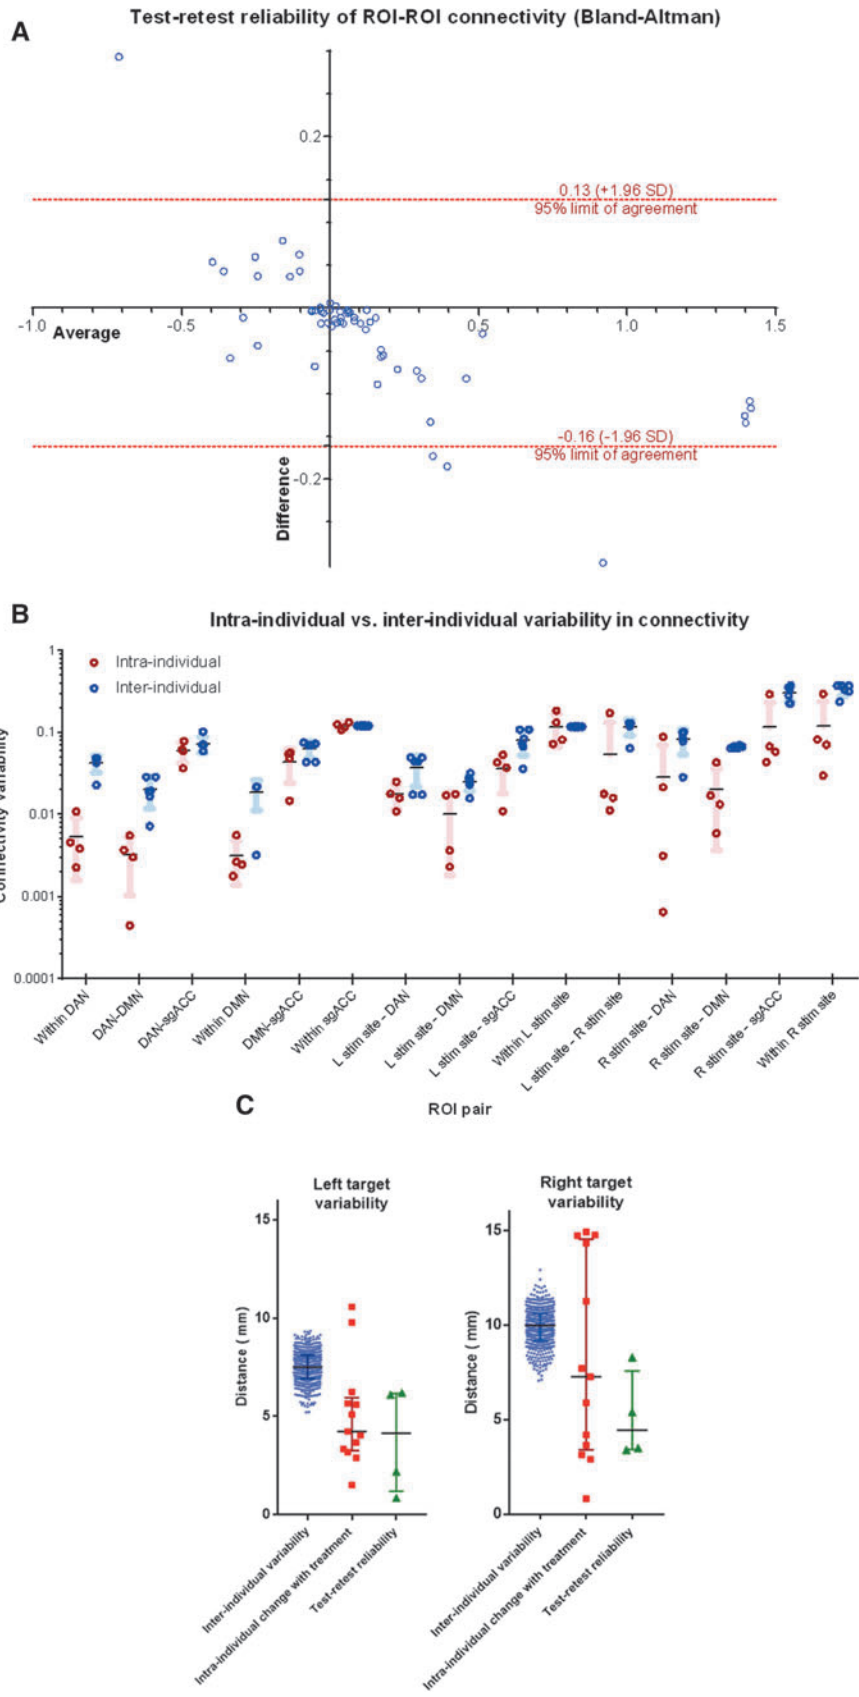 Test-retest reliability of ROI-ROI connectivity (Bland-Altman)
A
0.2
0.13 (+1.96 SD)
95% limit of agreement
-1.0
-0.5
0.5
1.0
1.5
Average
-0.16 (-1.96 SD)
95% limit of agreement
-0.2
Difference
B
Intra-individual vs. inter-individual variability in connectivity
Intra-individual
Inter-individual
1
0.1
0.01
0.001
0.0001
Connectivity variability
Within DAN
DAN-DMN
DAN-sgACC
Within DMN
DMN-sgACC
Within sgACC
L stim site - DAN
L stim site - DMN
L stim site - sgACC
Within L stim site
L stim site - R stim site
R stim site - DAN
R stim site - DMN
R stim site - sgACC
Within R stim site
ROI pair
C
Left target
variability
15
10
5
0
Distance ( mm)
Inter-individual variability
Intra-individual change with treatment
Test-retest reliability
Right target
variability
15
10
5
0
Distance ( mm)
Inter-individual variability
Intra-individual change with treatment
Test-retest reliability